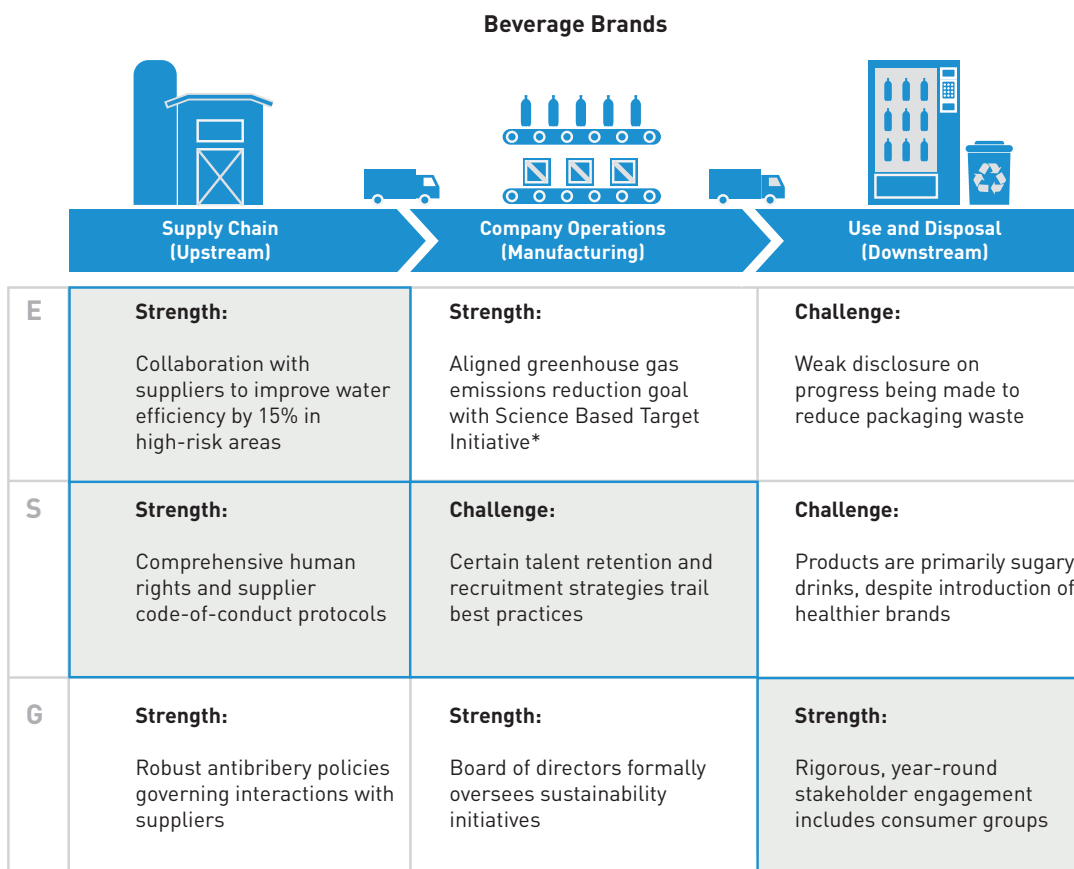 Beverage Brands
Supply Chain
(Upstream)
Company Operations
(Manufacturing)
Use and Disposal
(Downstream)
E
Strength:
Collaboration with
suppliers to improve water
efficiency by 15% in
high-risk areas
Strength:
Aligned greenhouse gas
emissions reduction goal
with Science Based Target
Initiative*
Challenge:
Weak disclosure on
progress being made to
reduce packaging waste
S
Strength:
Comprehensive human
rights and supplier
code-of-conduct protocols
Challenge:
Certain talent retention and
recruitment strategies trail
best practices
Challenge:
Products are primarily sugary
drinks, despite introduction of
healthier brands
G
Strength:
Robust antibribery policies
governing interactions with
suppliers
Strength:
Board of directors formally
oversees sustainability
initiatives
Strength:
Rigorous, year-round
stakeholder engagement
includes consumer groups